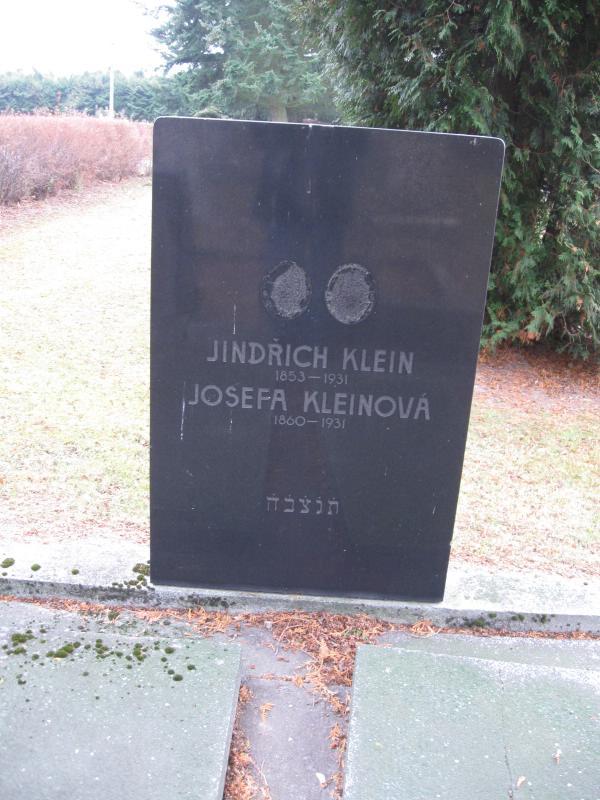 JINDŘICH KLEIN
1853—1931
JOSEFA KLEINOVÁ
1860—1931
תנצבה